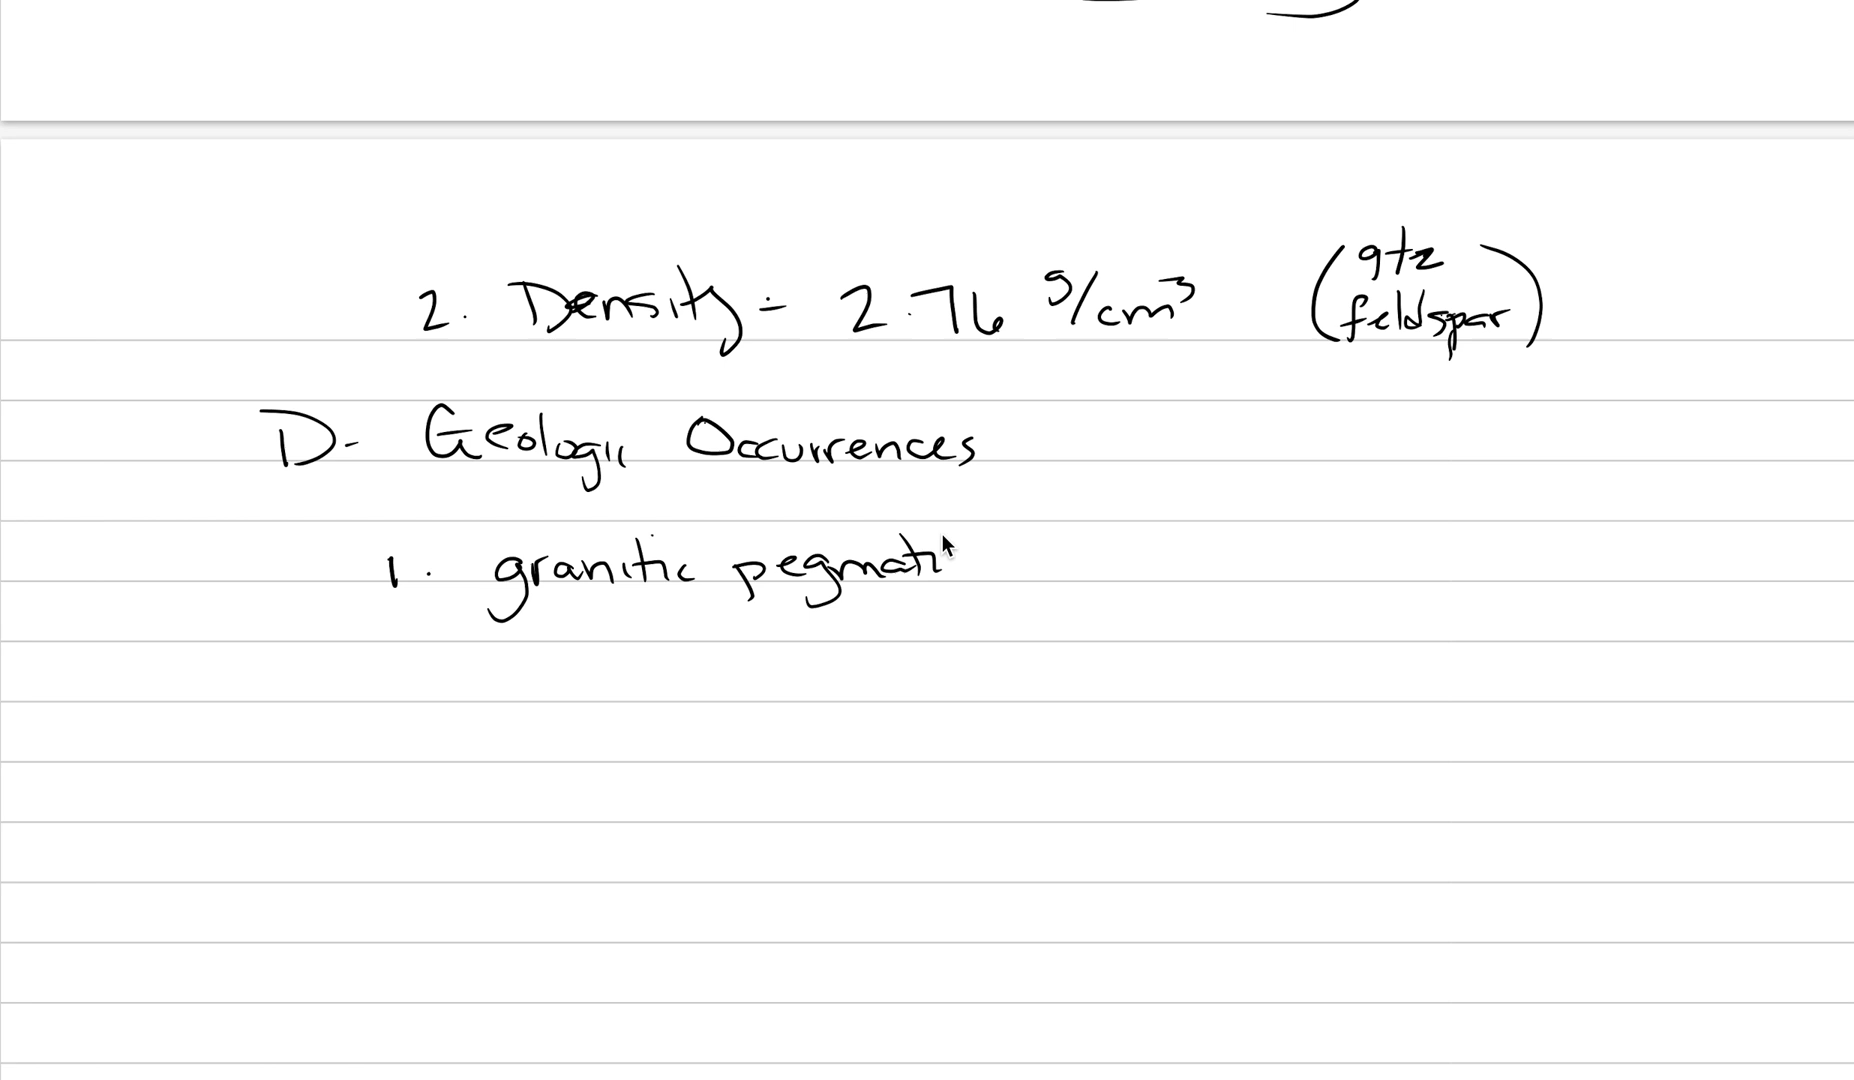 2. Density = 2.76 g/cm³ (qtz
feldspar)
D. Geologic Occurrences
1. granitic pegmati